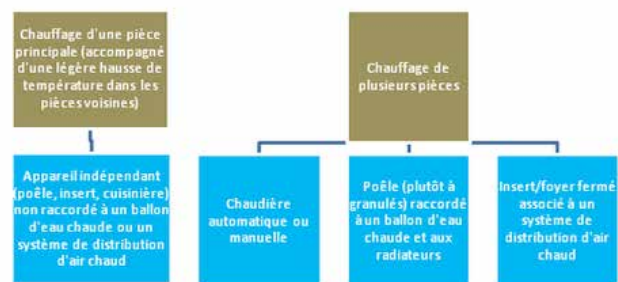 Chauffage d'une pièce
principale (accompagné
d'une légère hausse de
température dans les
pièces voisines)
Chauffage de
plusieurs pièces
Appareil indépendant
(poêle, insert, cuisinière)
non raccordé à un ballon
d'eau chaude ou un
système de distribution
d'air chaud
Chaudière
automatique ou
manuelle
Poêle (plutôt à
granulés) raccordé
à un ballon d'eau
chaude et aux
radiateurs
Insert/foyer fermé
associé à un
système de
distribution d'air
chaud